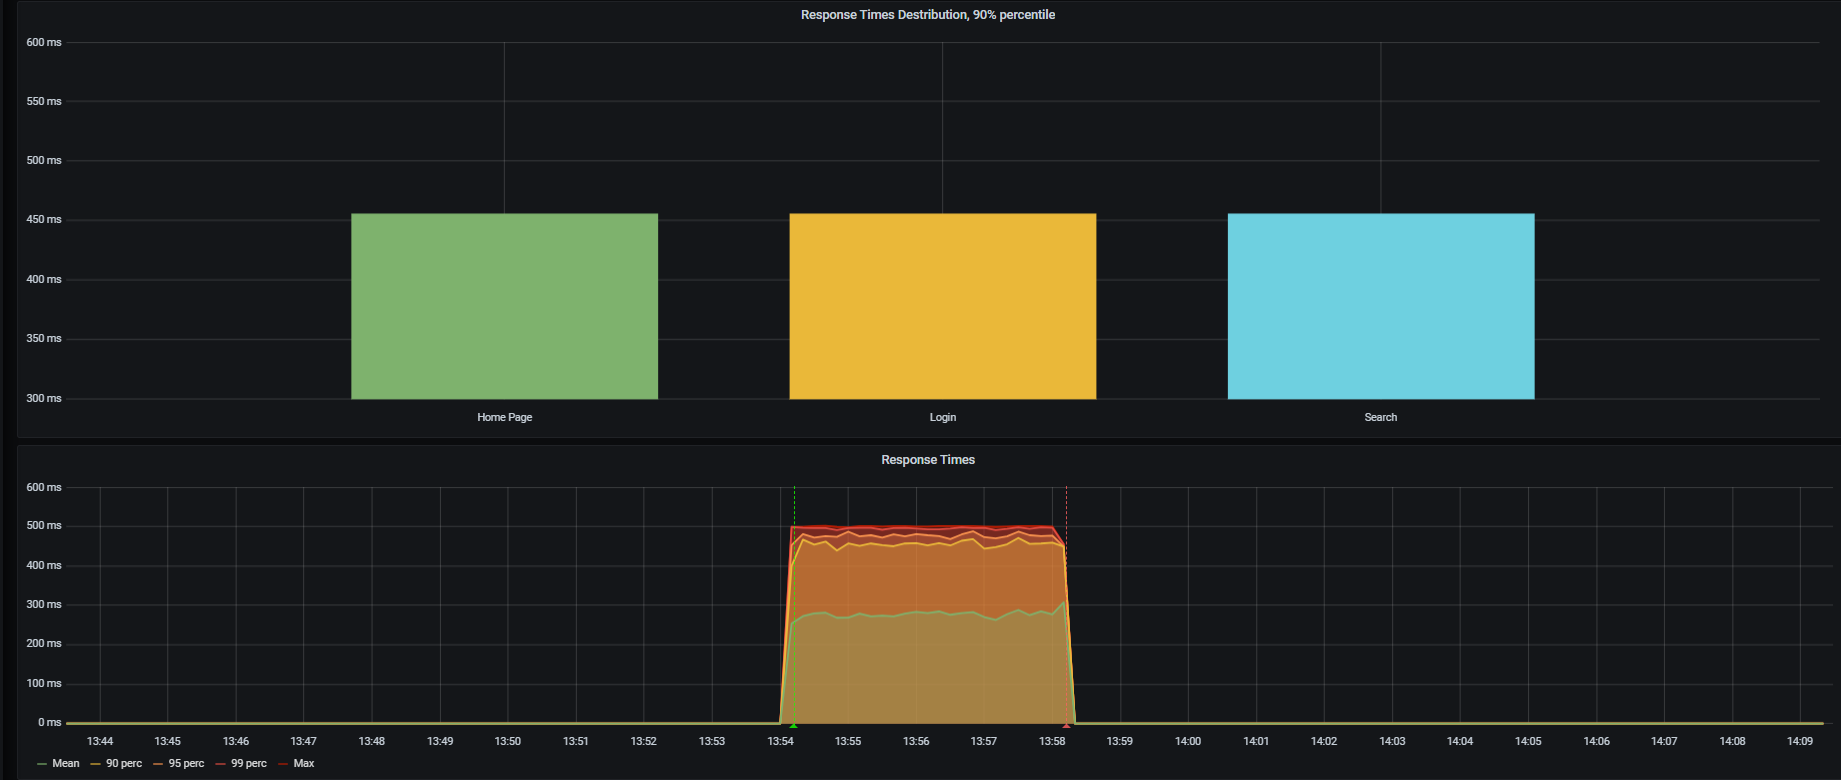 Response Times Destribution, 90% percentile
600 ms
550 ms
500 ms
450 ms
400 ms
350 ms
300 ms
Home Page Login Search
Response Times
600 ms
500 ms
400 ms
300 ms
200 ms
100 ms
0 ms
13:44 13:45 13:46 13:47 13:48 13:49 13:50 13:51 13:52 13:53 13:54 13:55 13:56 13:57 13:58 13:59 14:00 14:01 14:02 14:03 14:04 14:05 14:06 14:07 14:08 14:09
Mean 90 perc 95 perc 99 perc Max